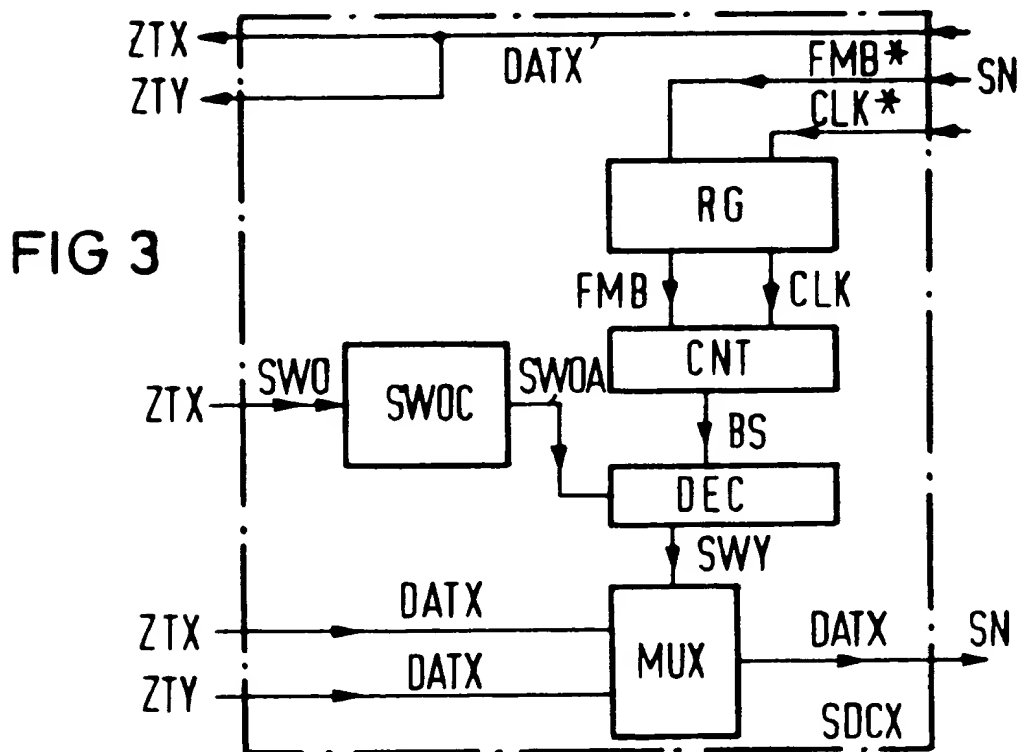 ZTX
DATX'
FMB*
ZTY
SN
CLK*
RG
FIG 3
FMB
CLK
CNT
SWO
SWOA
ZTX
SWOC
BS
DEC
SWY
DATX
ZTX
DATX
SN
MUX
DATX
ZTY
SDCX